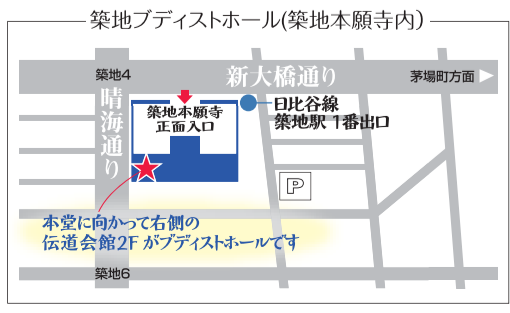 築地ブディストホール(築地本願寺内)
築地4
新大橋通り
茅場町方面
晴海通り
築地本願寺
正面入口
日比谷線
築地駅 1番出口
P
本堂に向かって右側の
伝道会館2Fがブディストホールです
築地6